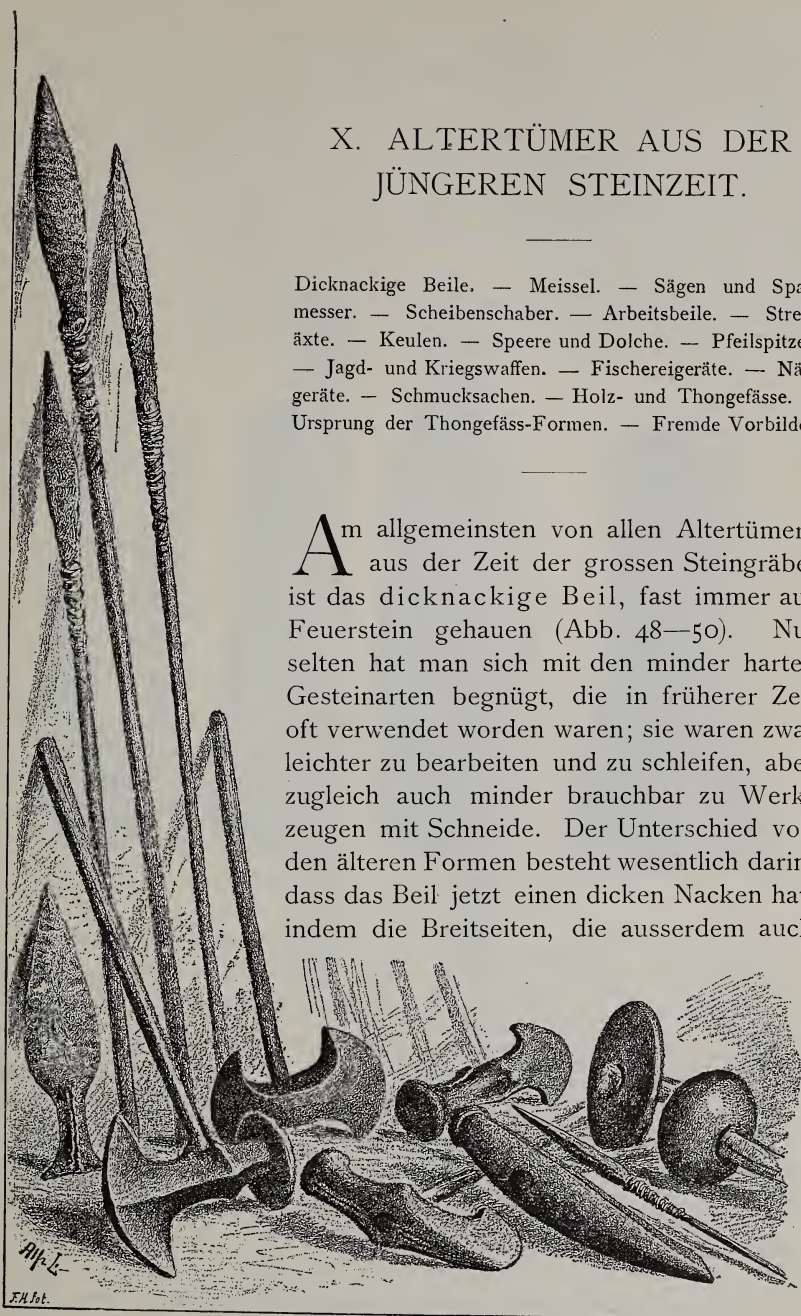 X. ALTERTÜMER AUS DER
JÜNGEREN STEINZEIT.
Dicknackige Beile. — Meissel. — Sägen und Spa
messer. — Scheibenschaber. — Arbeitsbeile. — Stre
äxte. — Keulen. — Speere und Dolche. — Pfeilspitze
— Jagd- und Kriegswaffen. — Fischereigeräte. — Nä
geräte. — Schmucksachen. — Holz- und Thongefässe.
Ursprung der Thongefäss-Formen. — Fremde Vorbilde
Am allgemeinsten von allen Altertümer
aus der Zeit der grossen Steingräbe
ist das dicknackige Beil, fast immer au
Feuerstein gehauen (Abb. 48—50). Nu
selten hat man sich mit den minder harte
Gesteinarten begnügt, die in früherer Ze
oft verwendet worden waren; sie waren zwa
leichter zu bearbeiten und zu schleifen, abe
zugleich auch minder brauchbar zu Werk
zeugen mit Schneide. Der Unterschied vo
den älteren Formen besteht wesentlich darin
dass das Beil jetzt einen dicken Nacken ha
indem die Breitseiten, die ausserdem auc
F.H. fot.